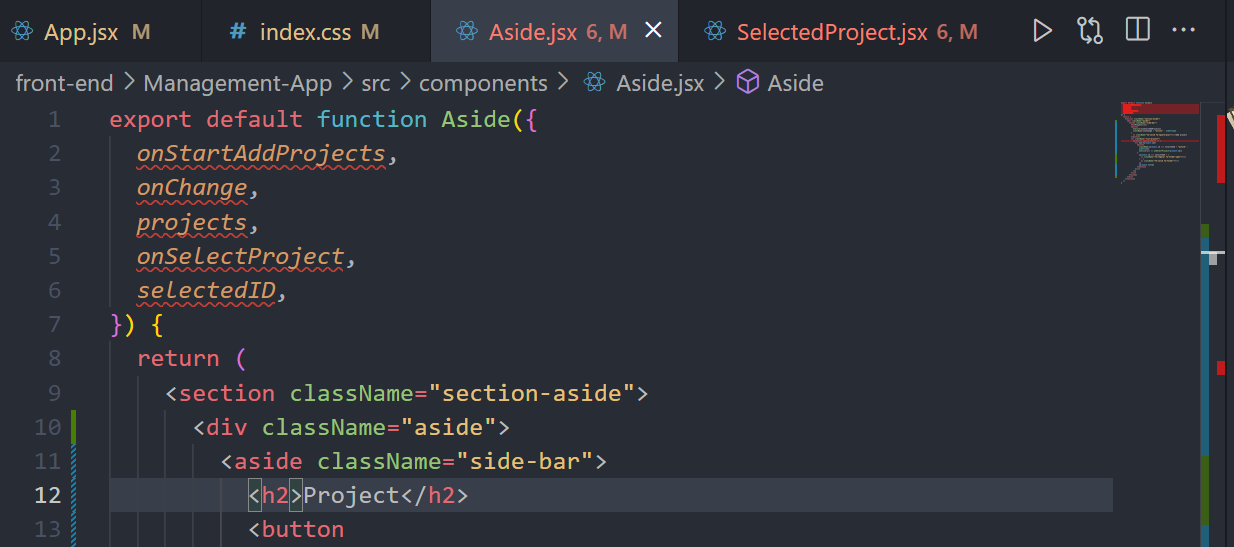 App.jsx M # index.css M Aside.jsx 6, M SelectedProject.jsx 6, M
front-end > Management-App > src > components > Aside.jsx > Aside
1 export default function Aside({
2 onStartAddProjects,
3 onChange,
4 projects,
5 onSelectProject,
6 selectedID,
7 }) {
8 return (
9 <section className="section-aside">
10 <div className="aside">
11 <aside className="side-bar">
12 <h2>Project</h2>
13 <button